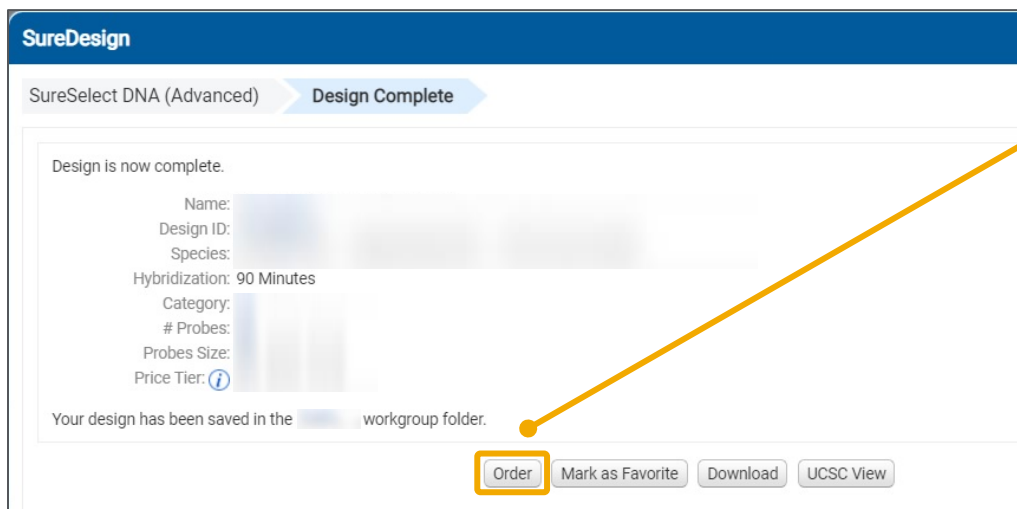 SureDesign
SureSelect DNA (Advanced) Design Complete
Design is now complete.
Name:
Design ID:
Species:
Hybridization: 90 Minutes
Category:
# Probes:
Probes Size:
Price Tier: i
Your design has been saved in the workgroup folder.
Order Mark as Favorite Download UCSC View